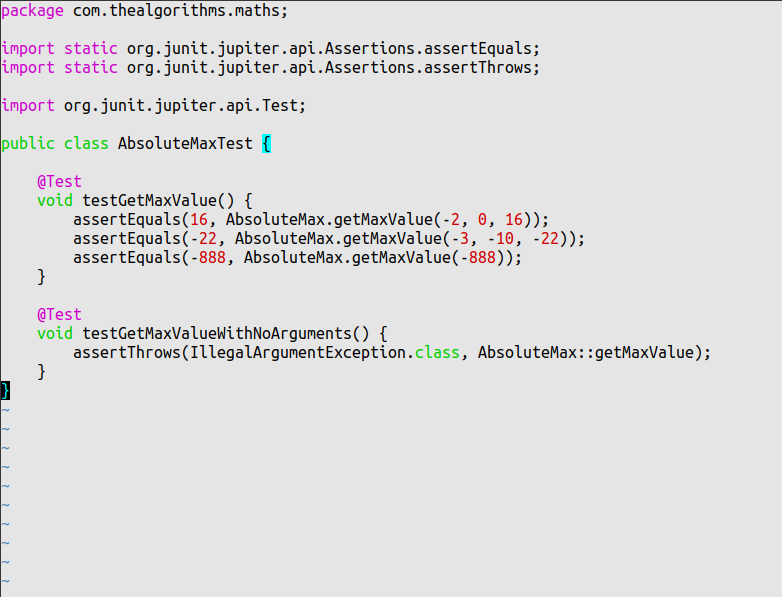 package com.thealgorithms.maths;

import static org.junit.jupiter.api.Assertions.assertEquals;
import static org.junit.jupiter.api.Assertions.assertThrows;

import org.junit.jupiter.api.Test;

public class AbsoluteMaxTest {

    @Test
    void testGetMaxValue() {
        assertEquals(16, AbsoluteMax.getMaxValue(-2, 0, 16));
        assertEquals(-22, AbsoluteMax.getMaxValue(-3, -10, -22));
        assertEquals(-888, AbsoluteMax.getMaxValue(-888));
    }

    @Test
    void testGetMaxValueWithNoArguments() {
        assertThrows(IllegalArgumentException.class, AbsoluteMax::getMaxValue);
    }
}
~
~
~
~
~
~
~
~
~
~